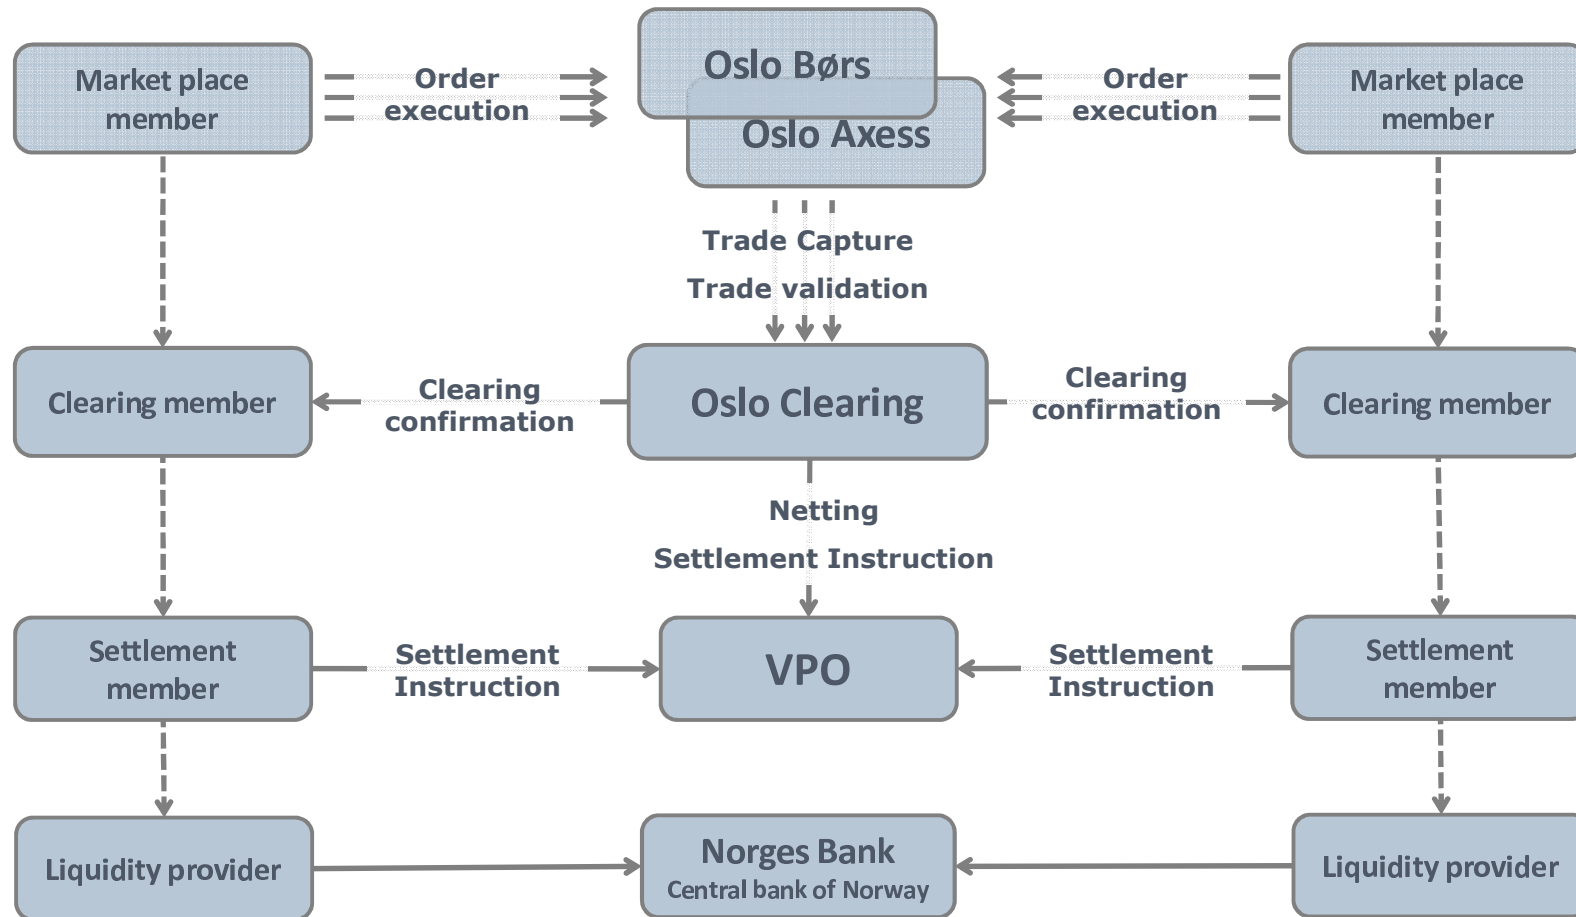 Oslo Børs
Market place
member
Order
execution
Oslo Axess
Order
execution
Market place
member
Trade Capture
Trade validation
Clearing member
Clearing
confirmation
Oslo Clearing
Clearing
confirmation
Clearing member
Netting
Settlement Instruction
Settlement
member
Settlement
Instruction
VPO
Settlement
Instruction
Settlement
member
Liquidity provider
Norges Bank
Central bank of Norway
Liquidity provider